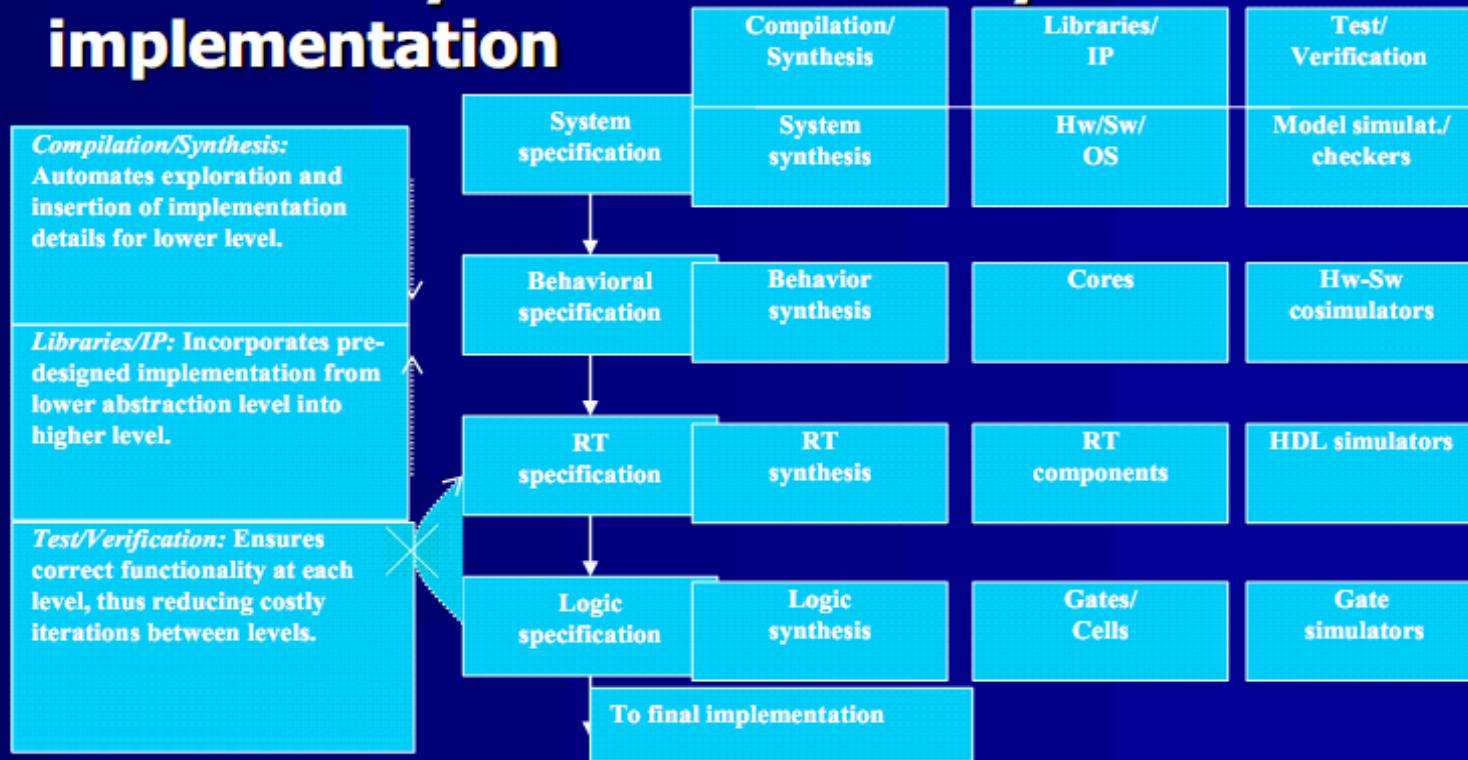 implementation
Compilation/
Synthesis
Libraries/
IP
Test/
Verification
Compilation/Synthesis:
Automates exploration and
insertion of implementation
details for lower level.
Libraries/IP: Incorporates pre-
designed implementation from
lower abstraction level into
higher level.
Test/Verification: Ensures
correct functionality at each
level, thus reducing costly
iterations between levels.
System
specification
System
synthesis
Hw/Sw/
OS
Model simulat./
checkers
Behavioral
specification
Behavior
synthesis
Cores
Hw-Sw
cosimulators
RT
specification
RT
synthesis
RT
components
HDL simulators
Logic
specification
Logic
synthesis
Gates/
Cells
Gate
simulators
To final implementation